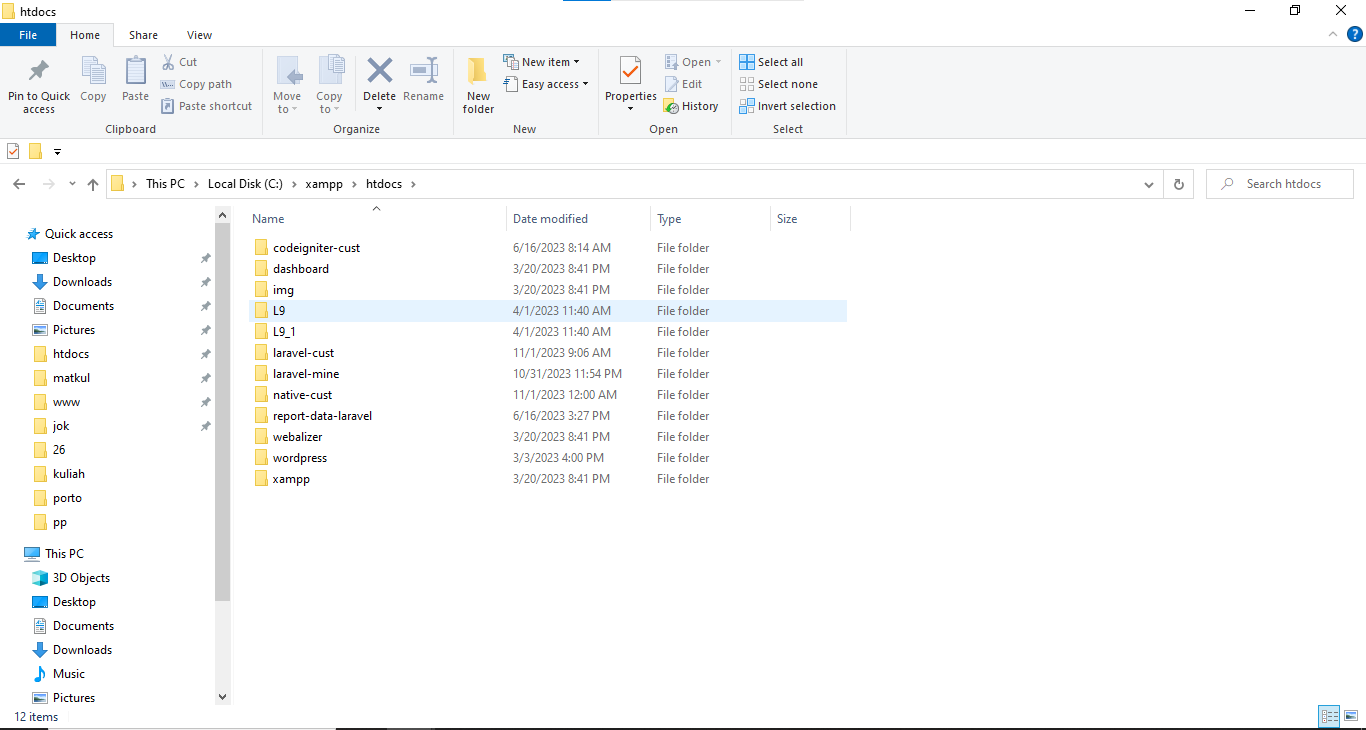 htdocs
File Home Share View
?
Pin to Quick access
Copy
Paste
Cut
Copy path
Paste shortcut
Clipboard
Move to
Copy to
Delete
Rename
Organize
New folder
New item
Easy access
New
Properties
Open
Edit
History
Open
Select all
Select none
Invert selection
Select
This PC > Local Disk (C:) > xampp > htdocs >
Search htdocs
Quick access
Desktop
Downloads
Documents
Pictures
htdocs
matkul
www
jok
26
kuliah
porto
pp
This PC
3D Objects
Desktop
Documents
Downloads
Music
Pictures
Name Date modified Type Size
codeigniter-cust 6/16/2023 8:14 AM File folder
dashboard 3/20/2023 8:41 PM File folder
img 3/20/2023 8:41 PM File folder
L9 4/1/2023 11:40 AM File folder
L9_1 4/1/2023 11:40 AM File folder
laravel-cust 11/1/2023 9:06 AM File folder
laravel-mine 10/31/2023 11:54 PM File folder
native-cust 11/1/2023 12:00 AM File folder
report-data-laravel 6/16/2023 3:27 PM File folder
webalizer 3/20/2023 8:41 PM File folder
wordpress 3/3/2023 4:00 PM File folder
xampp 3/20/2023 8:41 PM File folder
12 items